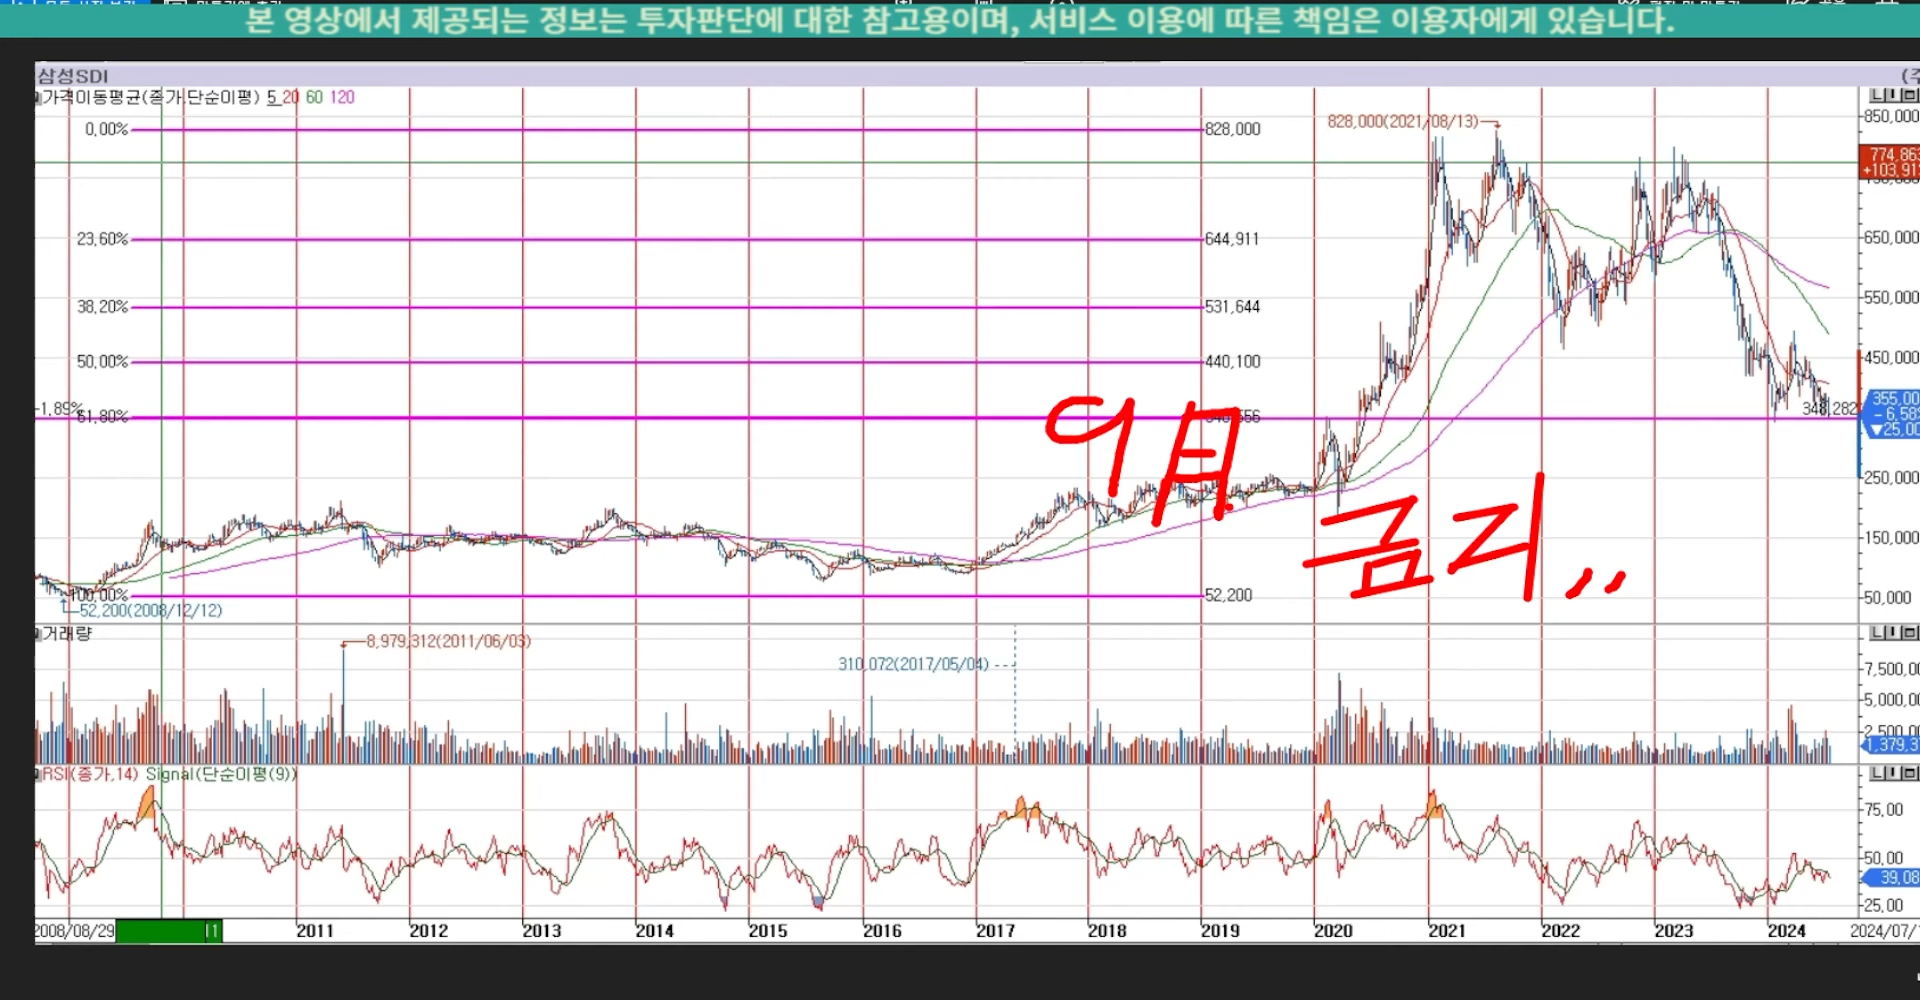 본 영상에서 제공되는 정보는 투자판단에 대한 참고용이며, 서비스 이용에 따른 책임은 이용자에게 있습니다.
삼성SDI
가격이동평균(종가,단순이평) 5 20 60 120
828,000(2021/08/13)
0,00% 828,000
23,60% 644,911
38,20% 531,644
50,00% 440,100
61,80%
100,00% 52,200
-1,89%
348,282
52,200(2008/12/12)
850,000
650,000
550,000
450,000
250,000
150,000
50,000
9월
금리..
거래량
8,979,312(2011/06/03)
310,072(2017/05/04)
RSI(종가,14) Signal(단순이평(9))
75,00
50,00
39,08
25,00
2008/08/29 2011 2012 2013 2014 2015 2016 2017 2018 2019 2020 2021 2022 2023 2024